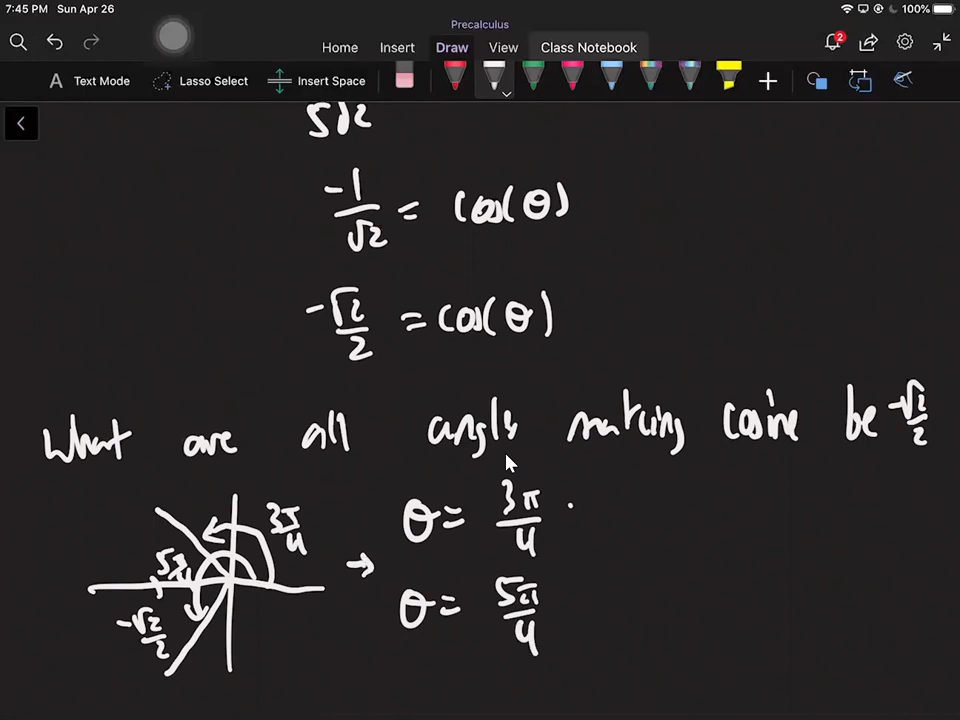 7:45 PM Sun Apr 26
100%
Precalculus
Home Insert Draw View Class Notebook
2
Text Mode Lasso Select Insert Space
5√2
-1/√2 = cos(θ)
-√2/2 = cos(θ)
What are all angles making cosine be -√2/2
3π/4
θ = 3π/4
5π/4
→
θ = 5π/4
-√2/2